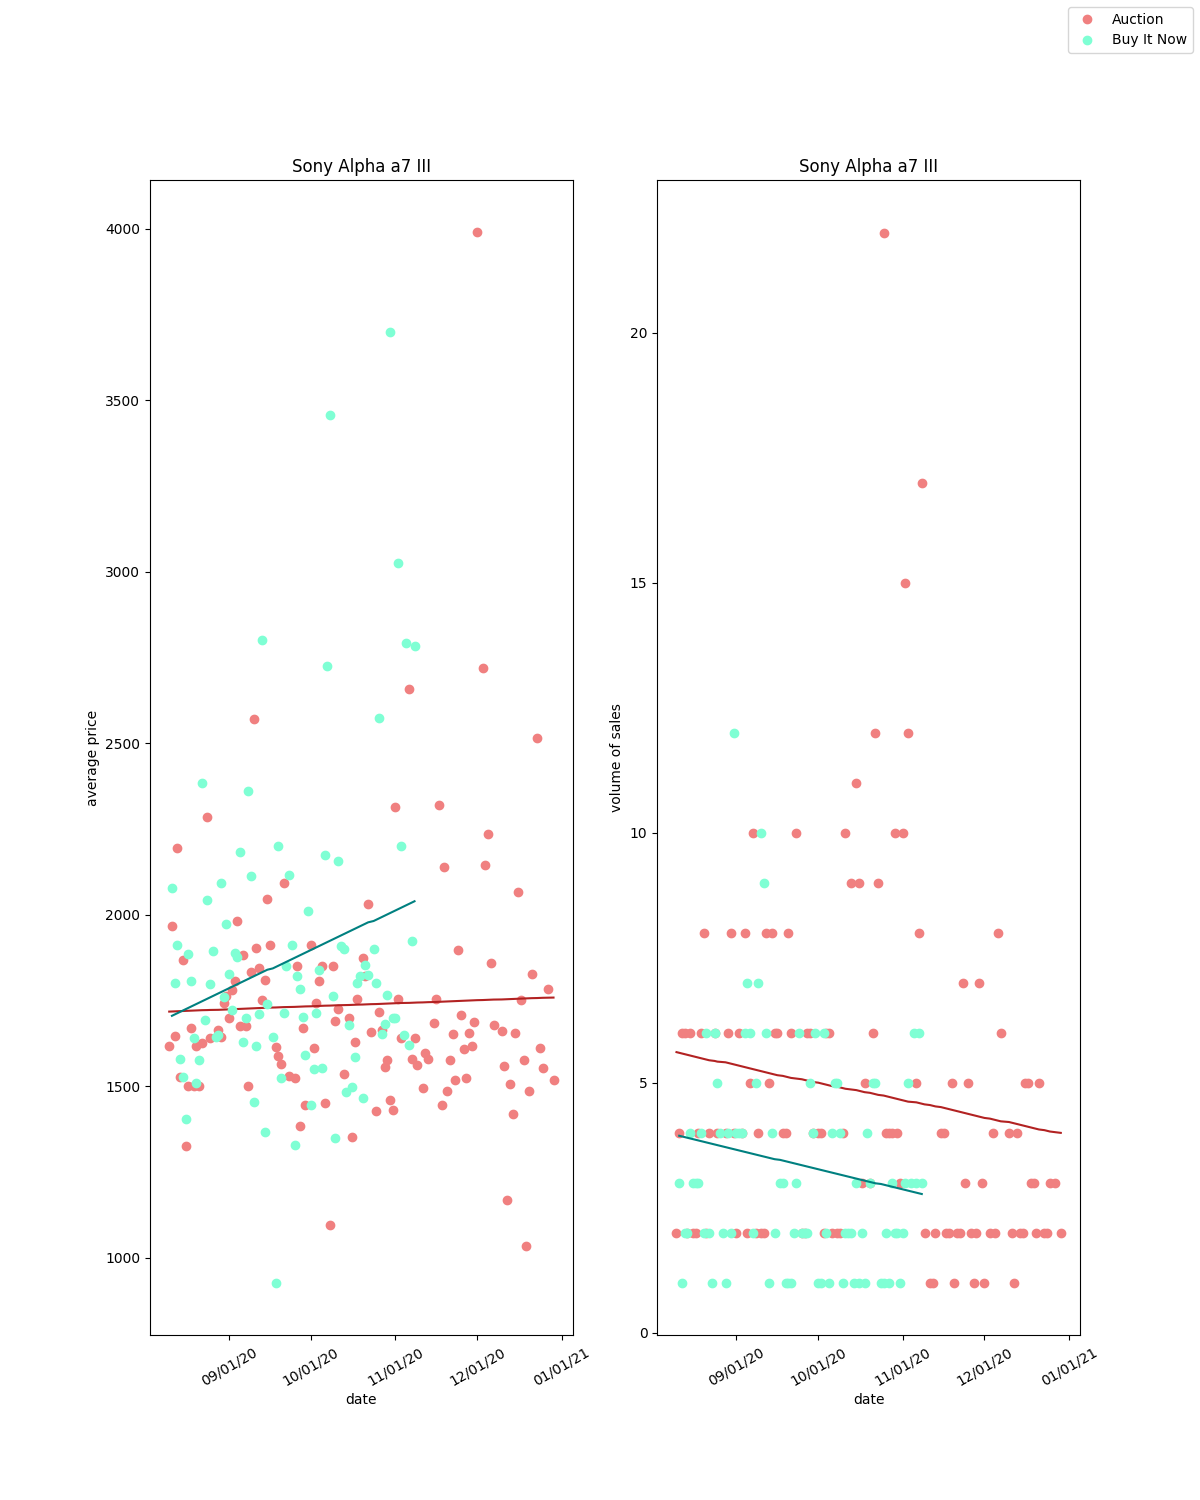 Auction
Buy It Now
Sony Alpha a7 III
4000
3500
3000
2500
2000
1500
1000
average price
09/01/20
10/01/20
11/01/20
12/01/20
01/01/21
date
Sony Alpha a7 III
20
15
10
5
0
volume of sales
09/01/20
10/01/20
11/01/20
12/01/20
01/01/21
date